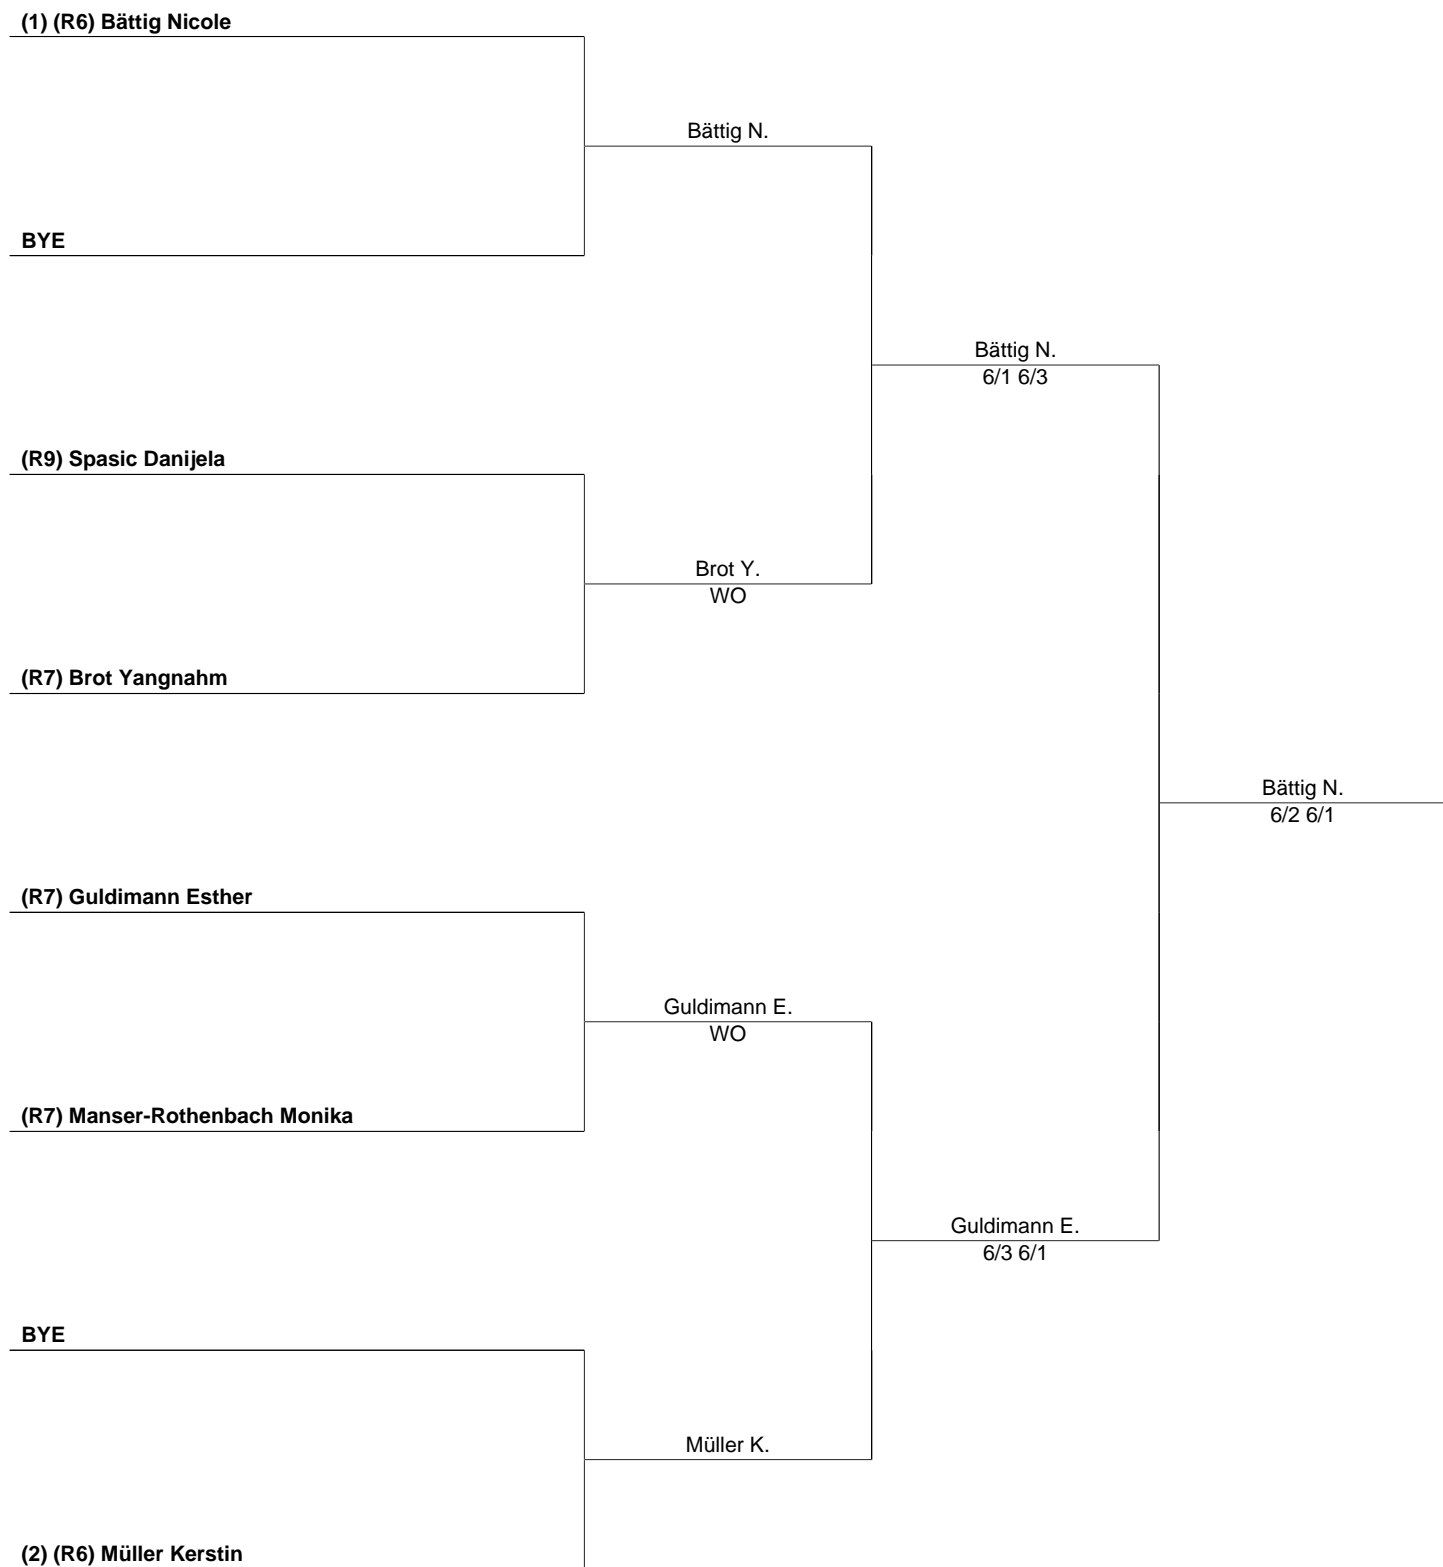 (1) (R6) Bättig Nicole
Bättig N.
BYE
Bättig N.
6/1 6/3
(R9) Spasic Danijela
Brot Y.
WO
(R7) Brot Yangnahm
Bättig N.
6/2 6/1
(R7) Guldimann Esther
Guldimann E.
WO
(R7) Manser-Rothenbach Monika
Guldimann E.
6/3 6/1
BYE
Müller K.
(2) (R6) Müller Kerstin